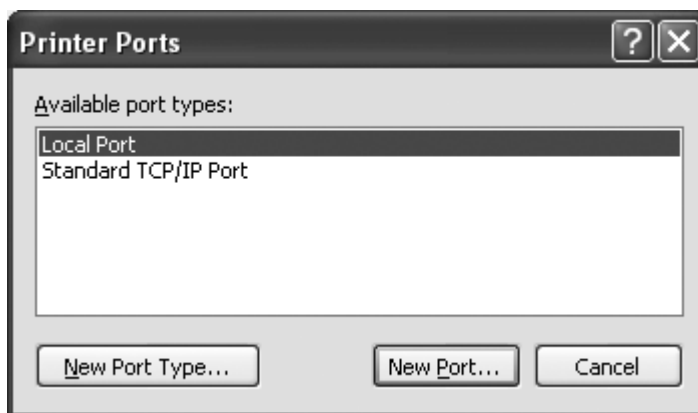 Printer Ports
Available port types:
Local Port
Standard TCP/IP Port
New Port Type... New Port... Cancel